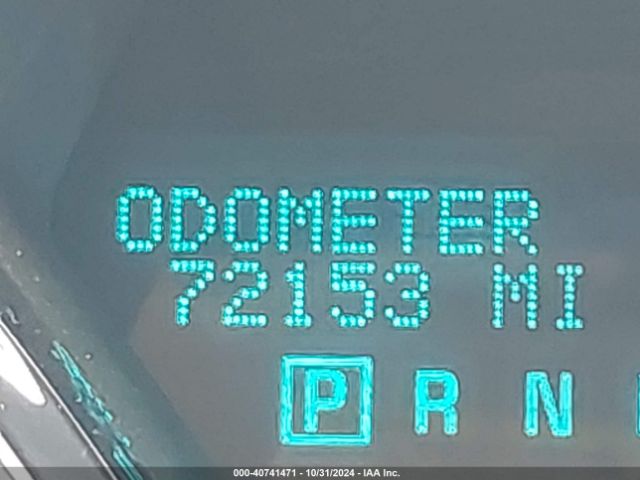 ODOMETER
72153 MI
P R N
000-40741471 - 10/31/2024 - IAA Inc.